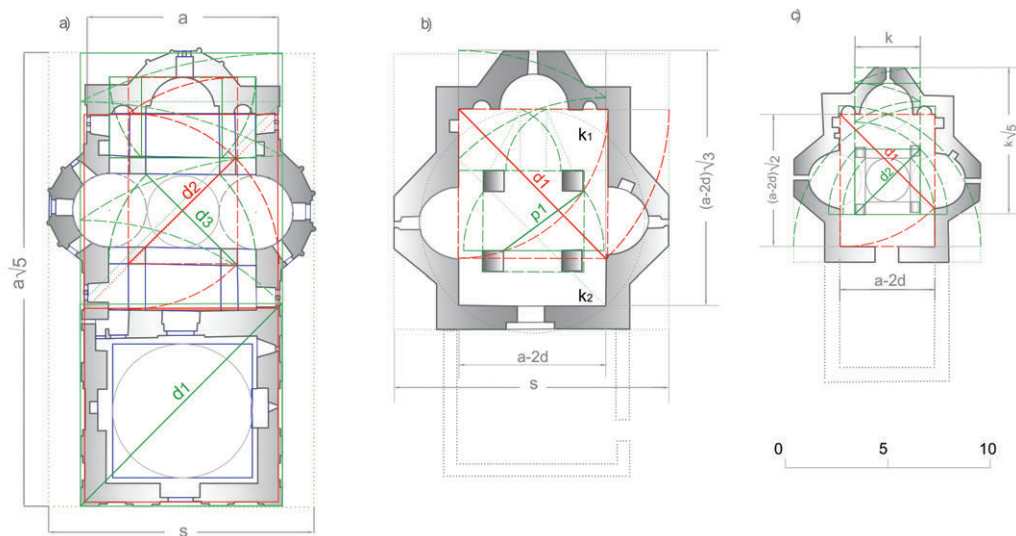 a)
a
a√5
d2
d3
d1
s
b)
k₁
d1
p1
k₂
(a-2d)√3
a-2d
s
c)
k
d1
d2
(a-2d)√2
k√5
a-2d
0 5 10